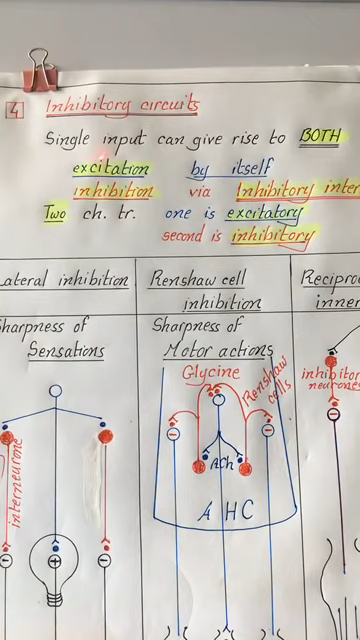 4 Inhibitory circuits
Single input can give rise to BOTH
excitation by itself
inhibition via Inhibitory inter
Two ch. tr. one is excitatory
second is inhibitory
ateral inhibition
Sharpness of
Sensations
interneurone
+
-
-
Renshaw cell
inhibition
Sharpness of
Motor actions
Glycine
Renshaw
cells
-
-
ACh
AHC
Recipro
inner
inhibitor
neurones
-